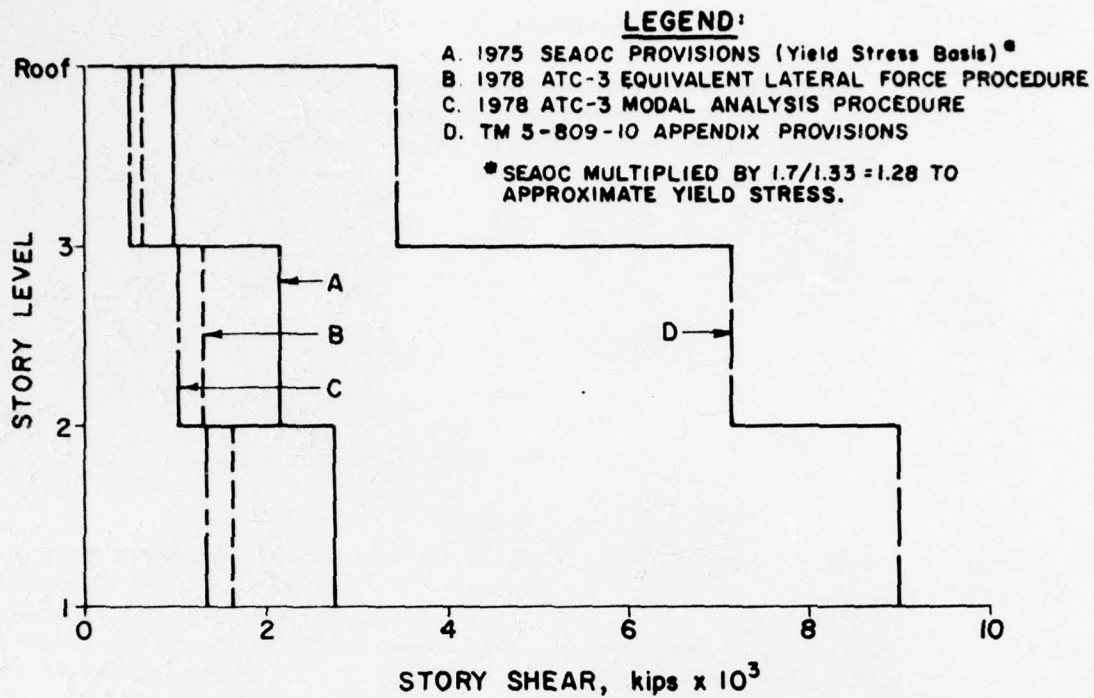 LEGEND:
A. 1975 SEAOC PROVISIONS (Yield Stress Basis)*
B. 1978 ATC-3 EQUIVALENT LATERAL FORCE PROCEDURE
C. 1978 ATC-3 MODAL ANALYSIS PROCEDURE
D. TM 5-809-10 APPENDIX PROVISIONS
*SEAOC MULTIPLIED BY 1.7/1.33 = 1.28 TO
APPROXIMATE YIELD STRESS.
Roof
3
2
1
STORY LEVEL
A
B
C
D
0 2 4 6 8 10
STORY SHEAR, kips x 10³